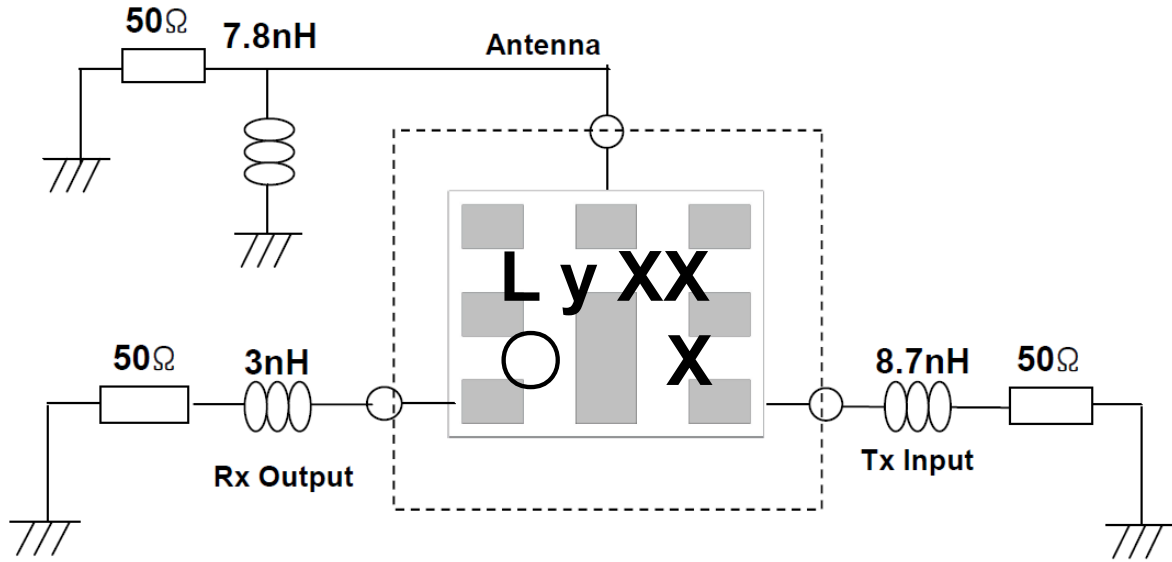 50Ω
7.8nH
Antenna
L y XX
X
50Ω
3nH
Rx Output
8.7nH
50Ω
Tx Input